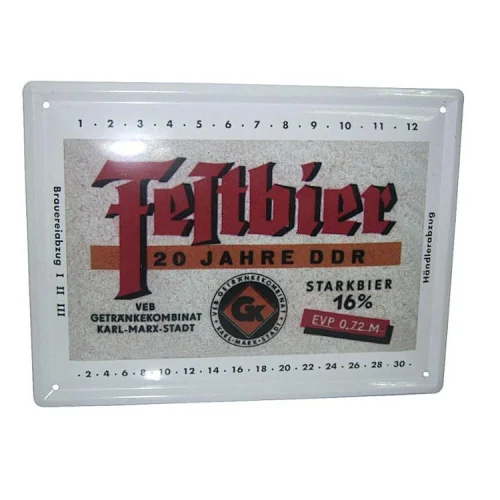 1 · 2 · 3 · 4 · 5 · 6 · 7 · 8 · 9 · 10 · 11 · 12
Brauereiabzug I II III
Feſtbier
20 JAHRE DDR
VEB
GETRÄNKEKOMBINAT
KARL-MARX-STADT
· VEB GETRÄNKEKOMBINAT ·
KARL-MARX-STADT
GK
STARKBIER
16%
EVP 0,72 M
Händlerabzug
· 2 · 4 · 6 · 8 · 10 · 12 · 14 · 16 · 18 · 20 · 22 · 24 · 26 · 28 · 30 ·